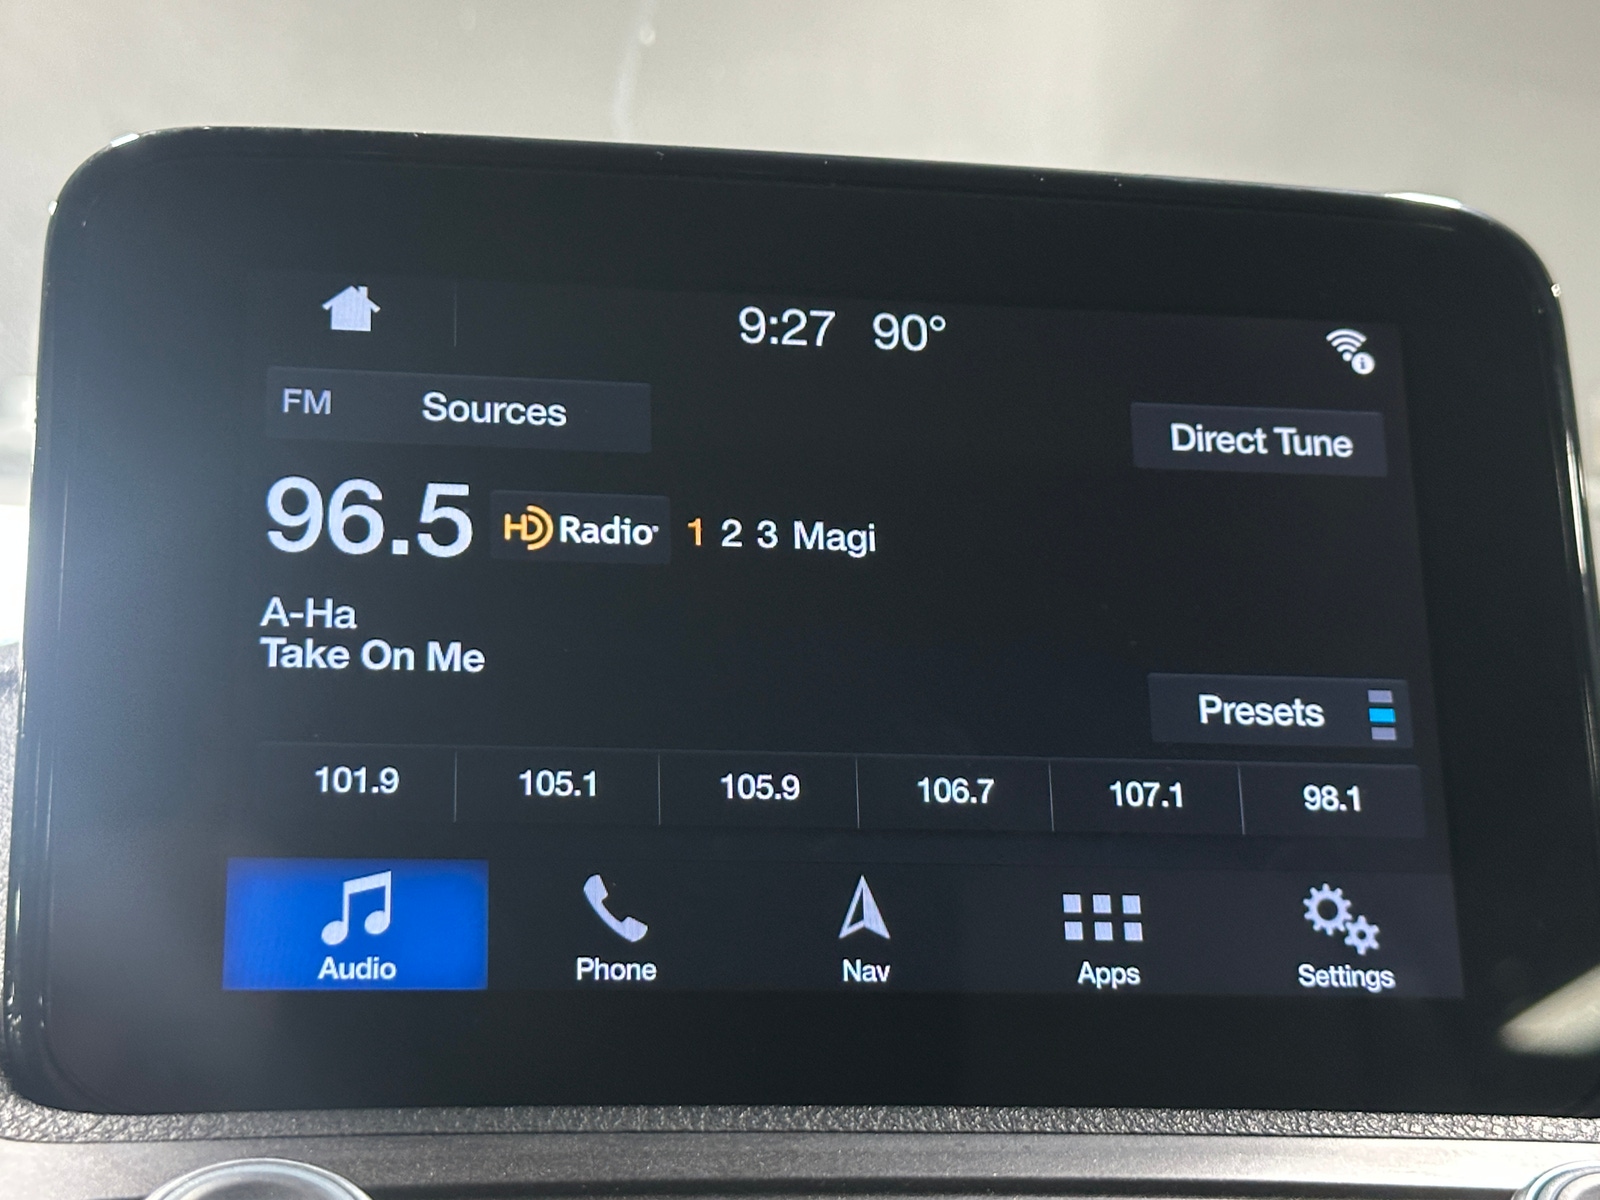 9:27 90°
FM Sources
Direct Tune
96.5 HD Radio 1 2 3 Magi
A-Ha
Take On Me
Presets
101.9 105.1 105.9 106.7 107.1 98.1
Audio Phone Nav Apps Settings